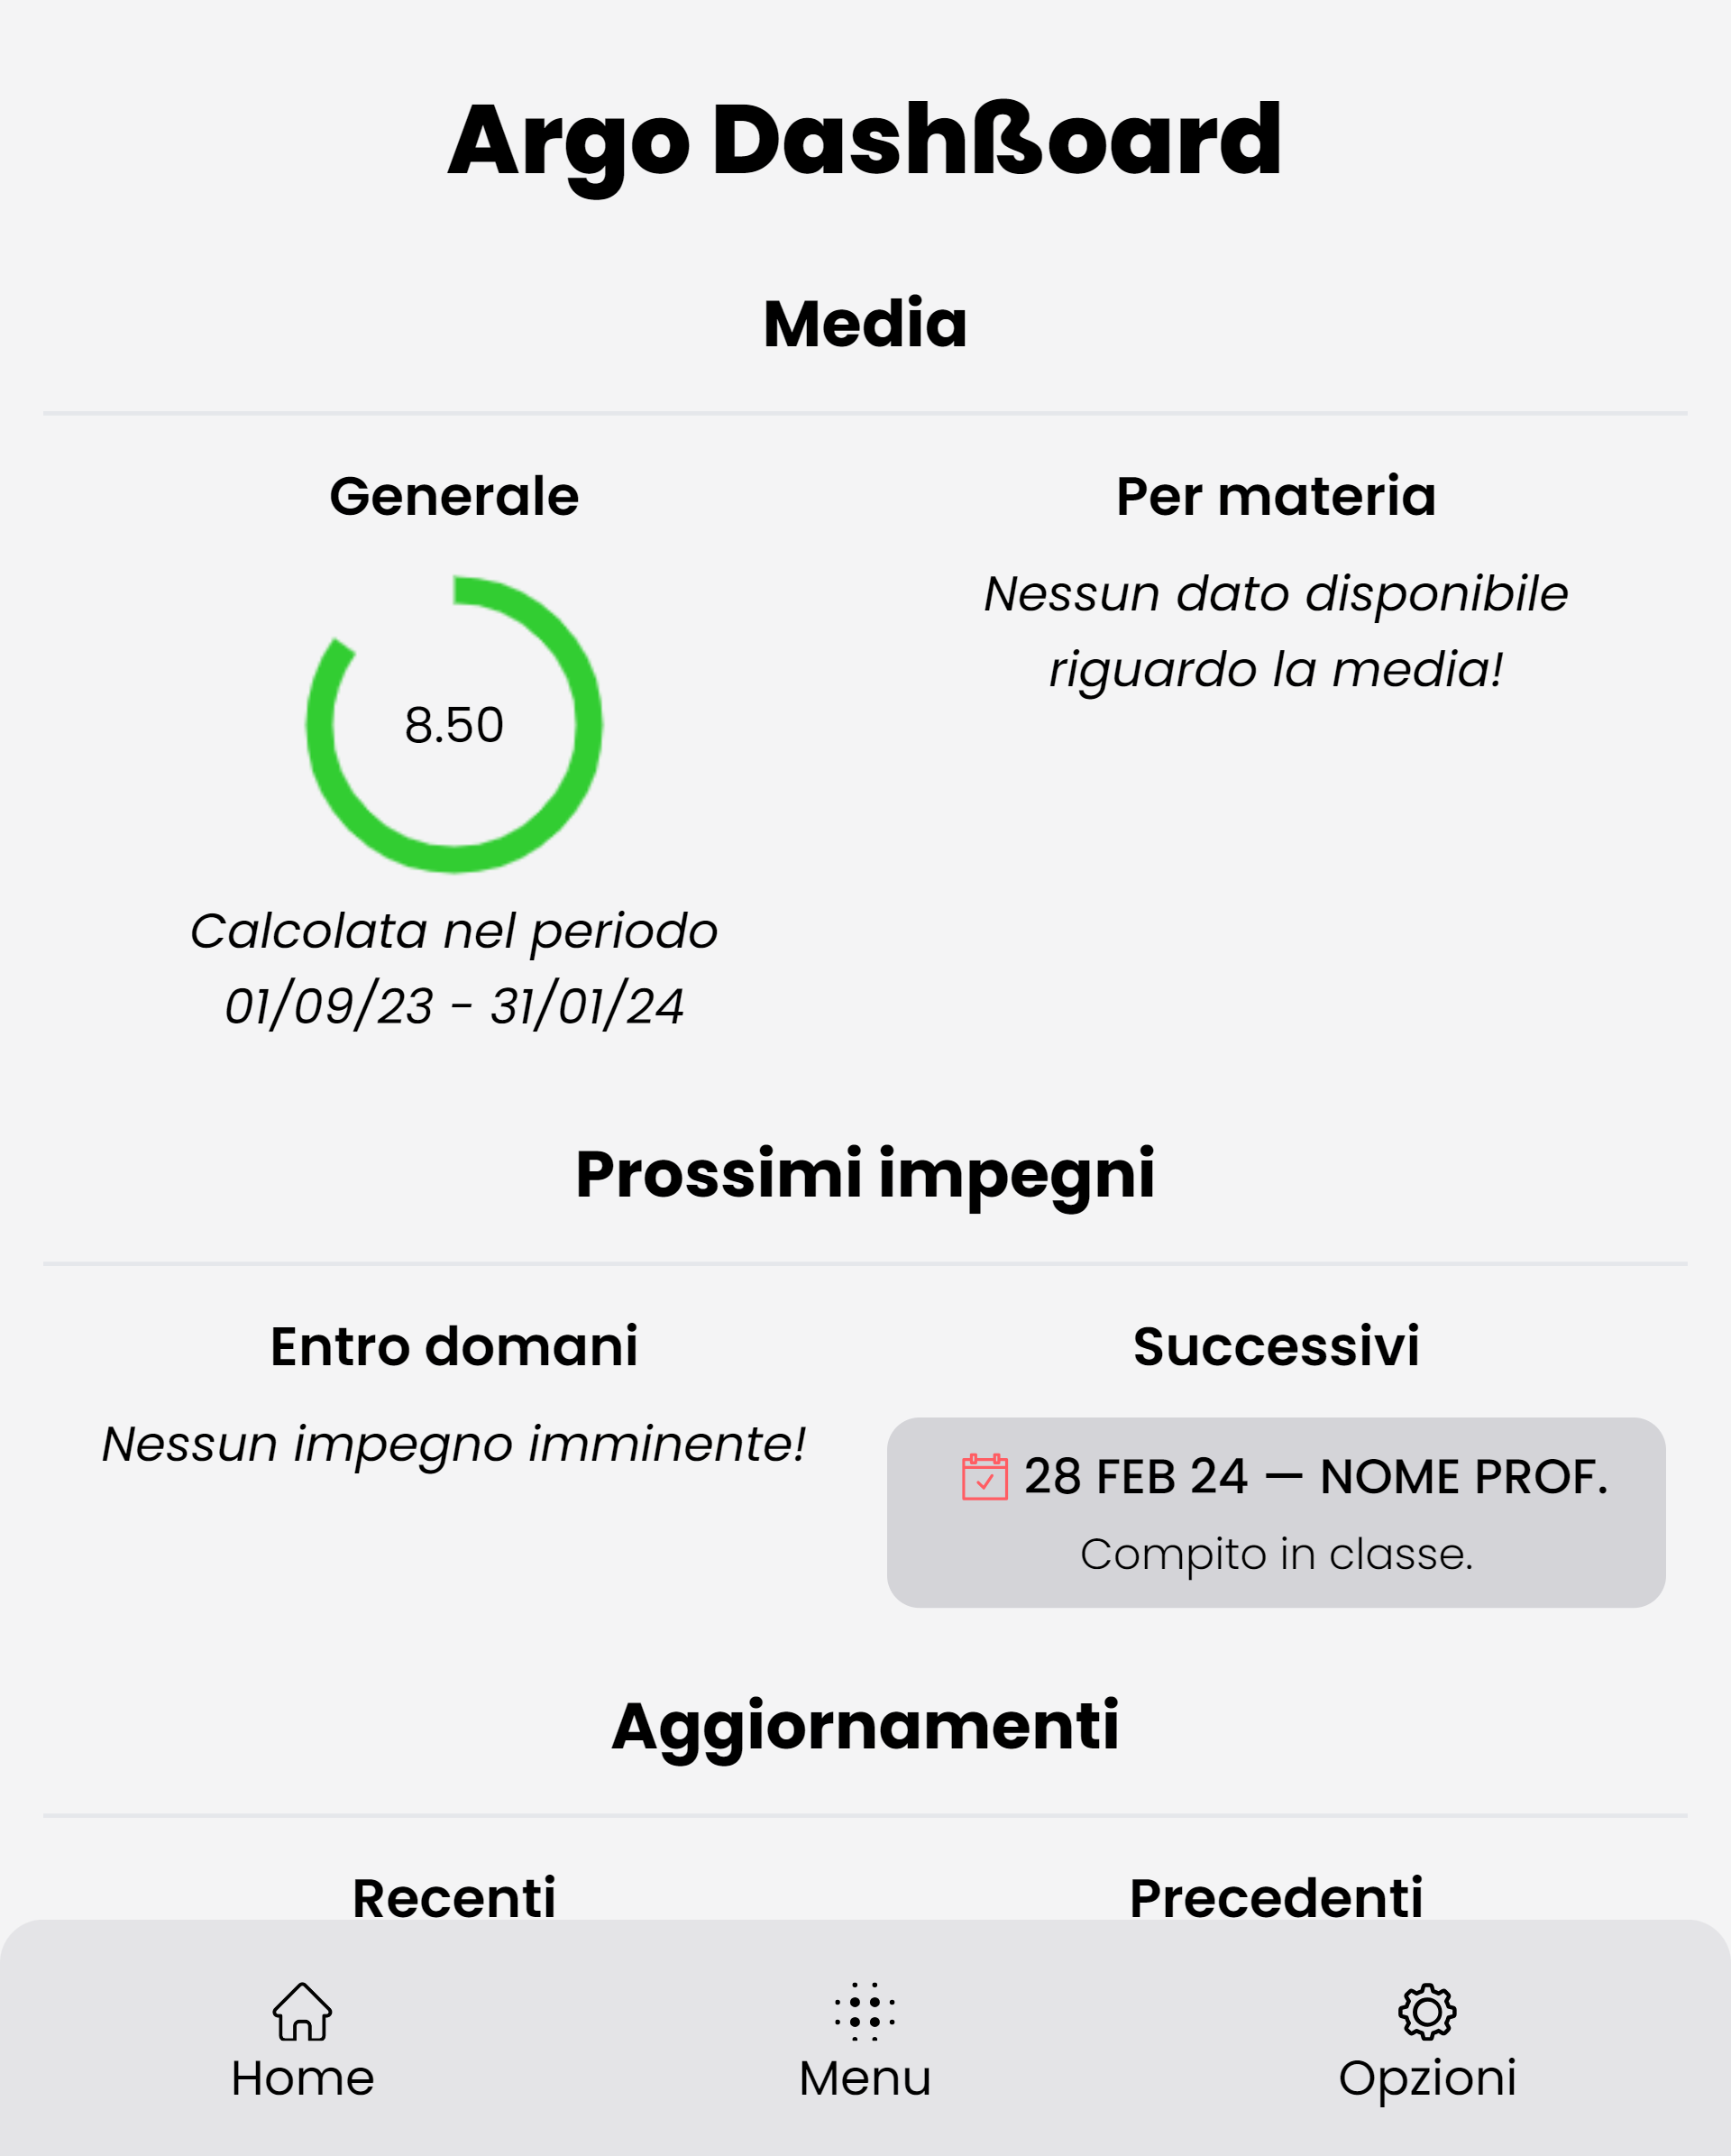 Argo Dashßoard
Media
Generale
Per materia
8.50
Nessun dato disponibile
riguardo la media!
Calcolata nel periodo
01/09/23 - 31/01/24
Prossimi impegni
Entro domani
Successivi
Nessun impegno imminente!
28 FEB 24 — NOME PROF.
Compito in classe.
Aggiornamenti
Recenti
Precedenti
Home
Menu
Opzioni